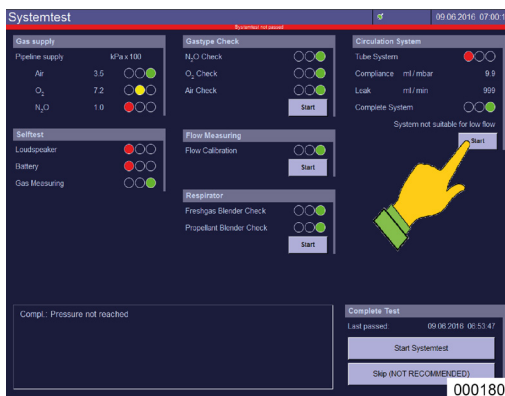 Systemtest
09.06.2016 07:00:1
Systemtest not passed
Gas supply
Pipeline supply kPa x 100
Air 3.5
O2 7.2
N2O 1.0
Selftest
Loudspeaker
Battery
Gas Measuring
Gastype Check
N2O Check
O2 Check
Air Check
Start
Flow Measuring
Flow Calibration
Start
Respirator
Freshgas Blender Check
Propellant Blender Check
Start
Circulation System
Tube System
Compliance ml/mbar 9.9
Leak ml/min 999
Complete System
System not suitable for low flow
Start
Compl.: Pressure not reached
Complete Test
Last passed: 09.06.2016 06:53:47
Start Systemtest
Skip (NOT RECOMMENDED)
000180